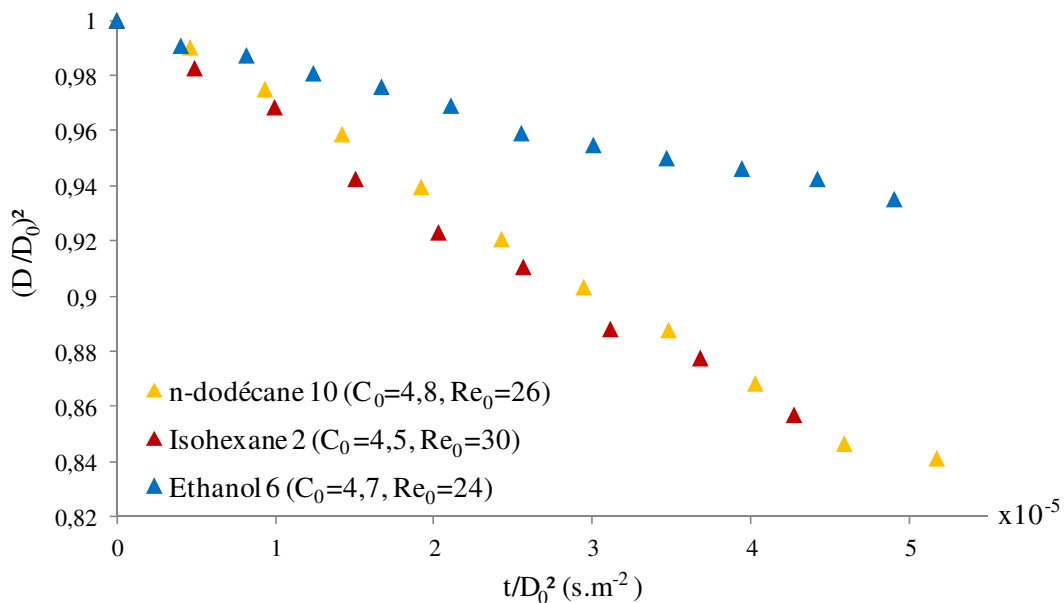 (D/D₀)²
1
0,98
0,96
0,94
0,92
0,9
0,88
0,86
0,84
0,82
n-dodécane 10 (C₀=4,8, Re₀=26)
Isohexane 2 (C₀=4,5, Re₀=30)
Ethanol 6 (C₀=4,7, Re₀=24)
0 1 2 3 4 5
x10⁻⁵
t/D₀² (s.m⁻²)